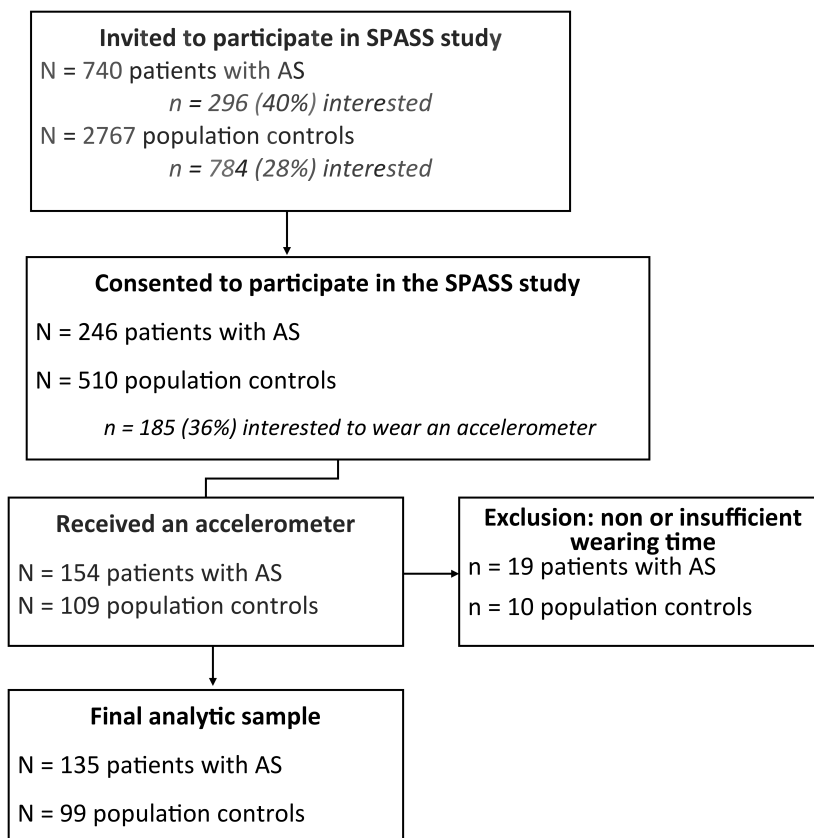 Invited to participate in SPASS study
N = 740 patients with AS
n = 296 (40%) interested
N = 2767 population controls
n = 784 (28%) interested
Consented to participate in the SPASS study
N = 246 patients with AS
N = 510 population controls
n = 185 (36%) interested to wear an accelerometer
Received an accelerometer
N = 154 patients with AS
N = 109 population controls
Exclusion: non or insufficient
wearing time
n = 19 patients with AS
n = 10 population controls
Final analytic sample
N = 135 patients with AS
N = 99 population controls